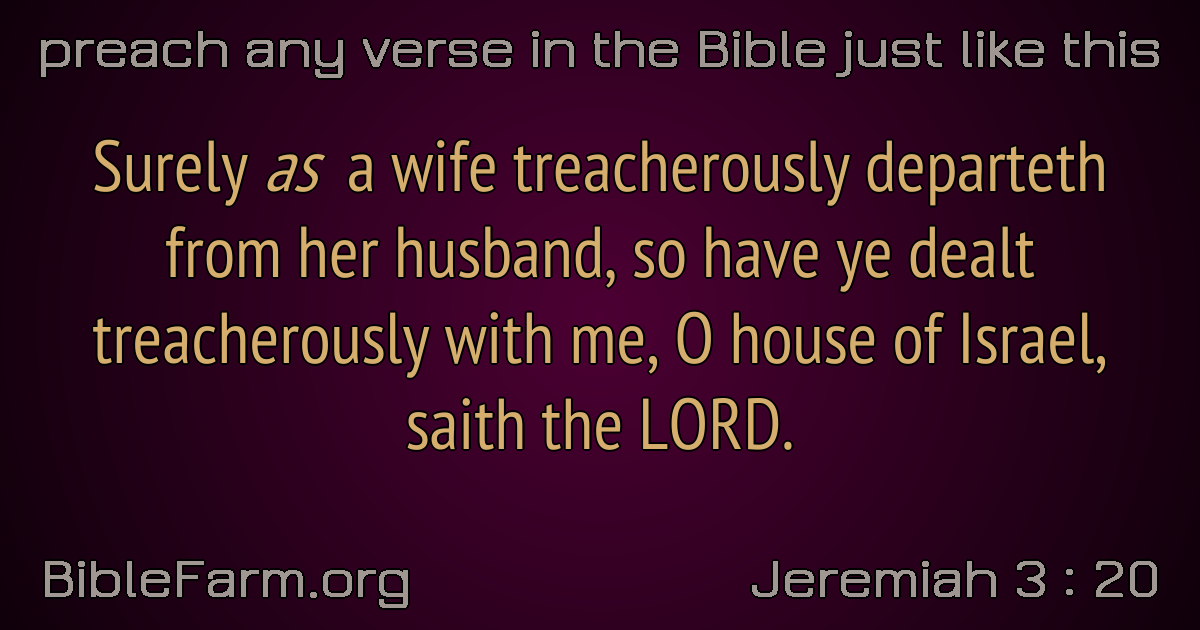 preach any verse in the Bible just like this
Surely as a wife treacherously departeth
from her husband, so have ye dealt
treacherously with me, O house of Israel,
saith the LORD.
BibleFarm.org
Jeremiah 3 : 20